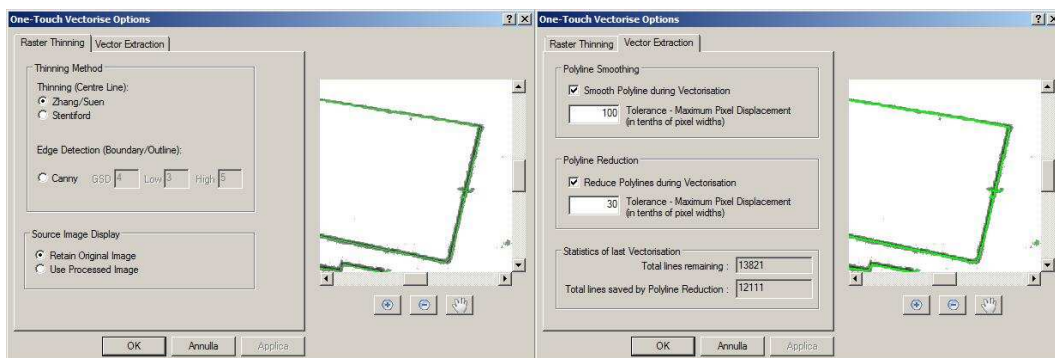 One-Touch Vectorise Options
Raster Thinning Vector Extraction
Thinning Method
Thinning (Centre Line):
Zhang/Suen
Stentiford
Edge Detection (Boundary/Outline):
Canny GSD 4 Low 3 High 5
Source Image Display
Retain Original Image
Use Processed Image
OK Annulla Applica
One-Touch Vectorise Options
Raster Thinning Vector Extraction
Polyline Smoothing
Smooth Polyline during Vectorisation
100 Tolerance - Maximum Pixel Displacement
(in tenths of pixel widths)
Polyline Reduction
Reduce Polylines during Vectorisation
30 Tolerance - Maximum Pixel Displacement
(in tenths of pixel widths)
Statistics of last Vectorisation
Total lines remaining : 13821
Total lines saved by Polyline Reduction : 12111
OK Annulla Applica